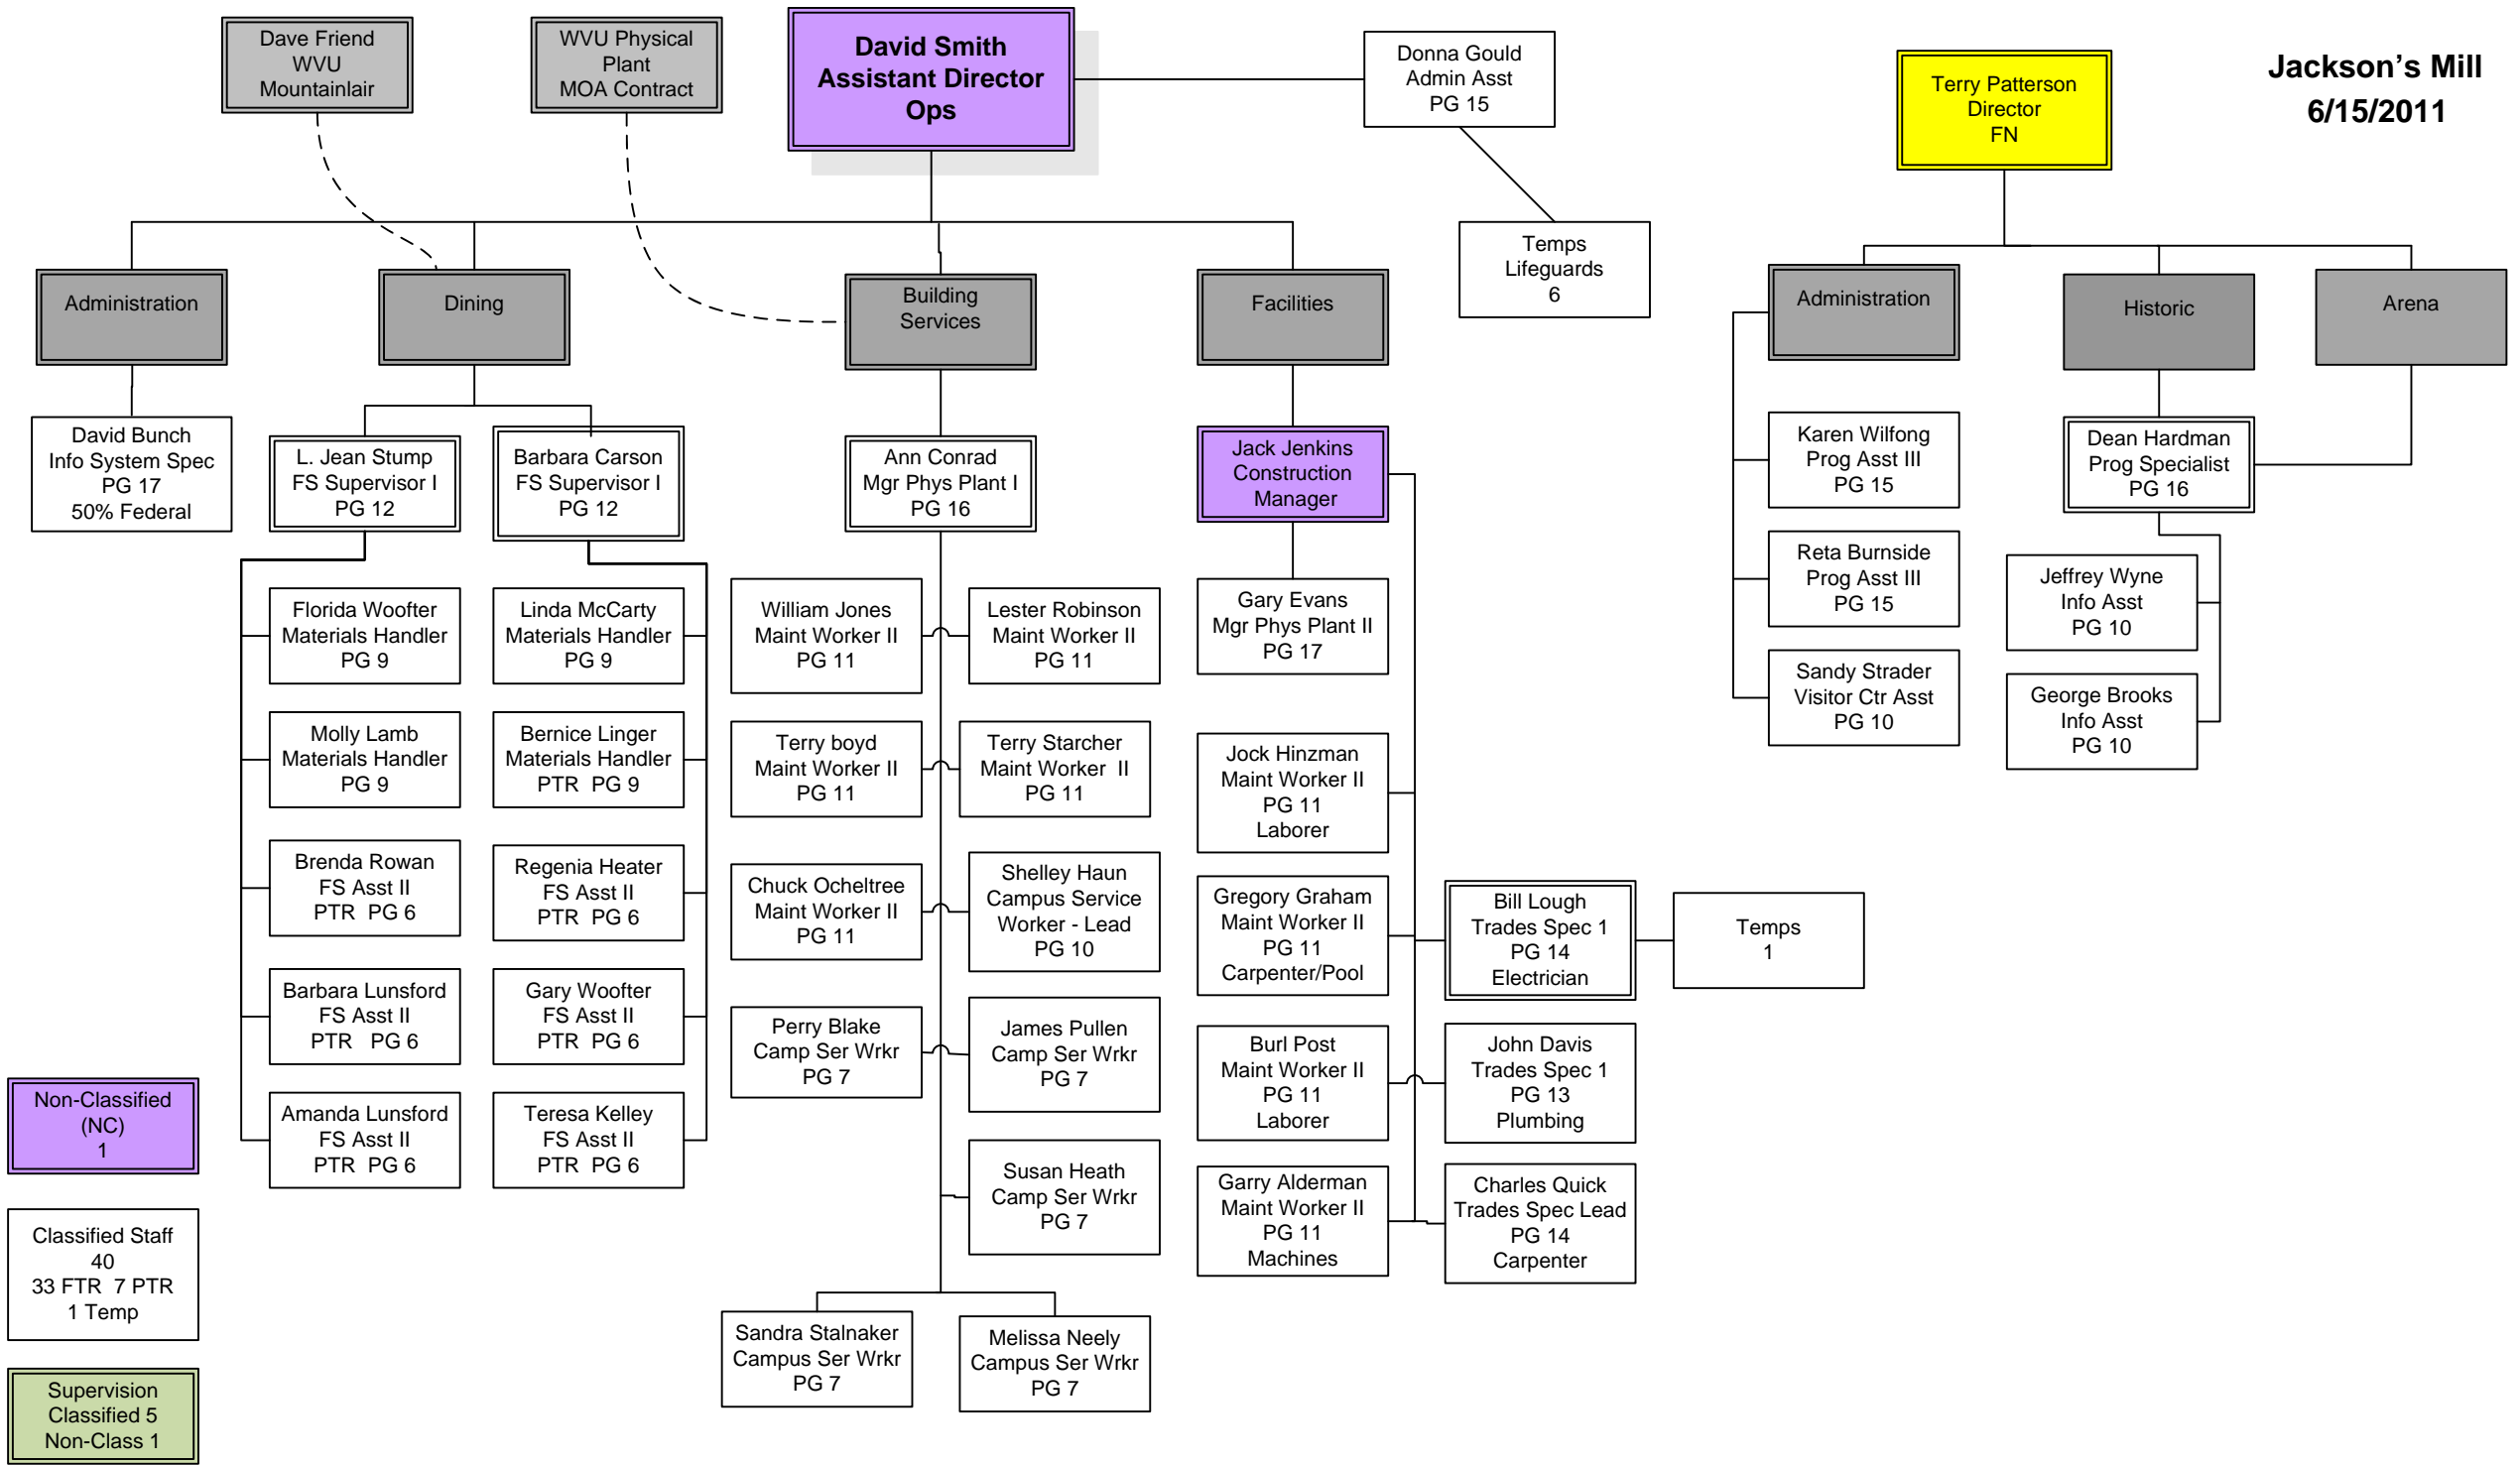 Dave Friend
WVU
Mountainlair
WVU Physical
Plant
MOA Contract
David Smith
Assistant Director
Ops
Donna Gould
Admin Asst
PG 15
Terry Patterson
Director
FN
Jackson's Mill
6/15/2011
Temps
Lifeguards
6
Administration
Dining
Building
Services
Facilities
Administration
Historic
Arena
David Bunch
Info System Spec
PG 17
50% Federal
L. Jean Stump
FS Supervisor I
PG 12
Barbara Carson
FS Supervisor I
PG 12
Ann Conrad
Mgr Phys Plant I
PG 16
Jack Jenkins
Construction
Manager
Karen Wilfong
Prog Asst III
PG 15
Dean Hardman
Prog Specialist
PG 16
Florida Woofter
Materials Handler
PG 9
Linda McCarty
Materials Handler
PG 9
William Jones
Maint Worker II
PG 11
Lester Robinson
Maint Worker II
PG 11
Gary Evans
Mgr Phys Plant II
PG 17
Reta Burnside
Prog Asst III
PG 15
Jeffrey Wyne
Info Asst
PG 10
Molly Lamb
Materials Handler
PG 9
Bernice Linger
Materials Handler
PTR PG 9
Terry boyd
Maint Worker II
PG 11
Terry Starcher
Maint Worker II
PG 11
Jock Hinzman
Maint Worker II
PG 11
Laborer
Sandy Strader
Visitor Ctr Asst
PG 10
George Brooks
Info Asst
PG 10
Brenda Rowan
FS Asst II
PTR PG 6
Regenia Heater
FS Asst II
PTR PG 6
Chuck Ocheltree
Maint Worker II
PG 11
Shelley Haun
Campus Service
Worker - Lead
PG 10
Gregory Graham
Maint Worker II
PG 11
Carpenter/Pool
Bill Lough
Trades Spec 1
PG 14
Electrician
Temps
1
Barbara Lunsford
FS Asst II
PTR PG 6
Gary Woofter
FS Asst II
PTR PG 6
Perry Blake
Camp Ser Wrkr
PG 7
James Pullen
Camp Ser Wrkr
PG 7
Burl Post
Maint Worker II
PG 11
Laborer
John Davis
Trades Spec 1
PG 13
Plumbing
Non-Classified
(NC)
1
Amanda Lunsford
FS Asst II
PTR PG 6
Teresa Kelley
FS Asst II
PTR PG 6
Susan Heath
Camp Ser Wrkr
PG 7
Garry Alderman
Maint Worker II
PG 11
Machines
Charles Quick
Trades Spec Lead
PG 14
Carpenter
Classified Staff
40
33 FTR 7 PTR
1 Temp
Sandra Stalnaker
Campus Ser Wrkr
PG 7
Melissa Neely
Campus Ser Wrkr
PG 7
Supervision
Classified 5
Non-Class 1